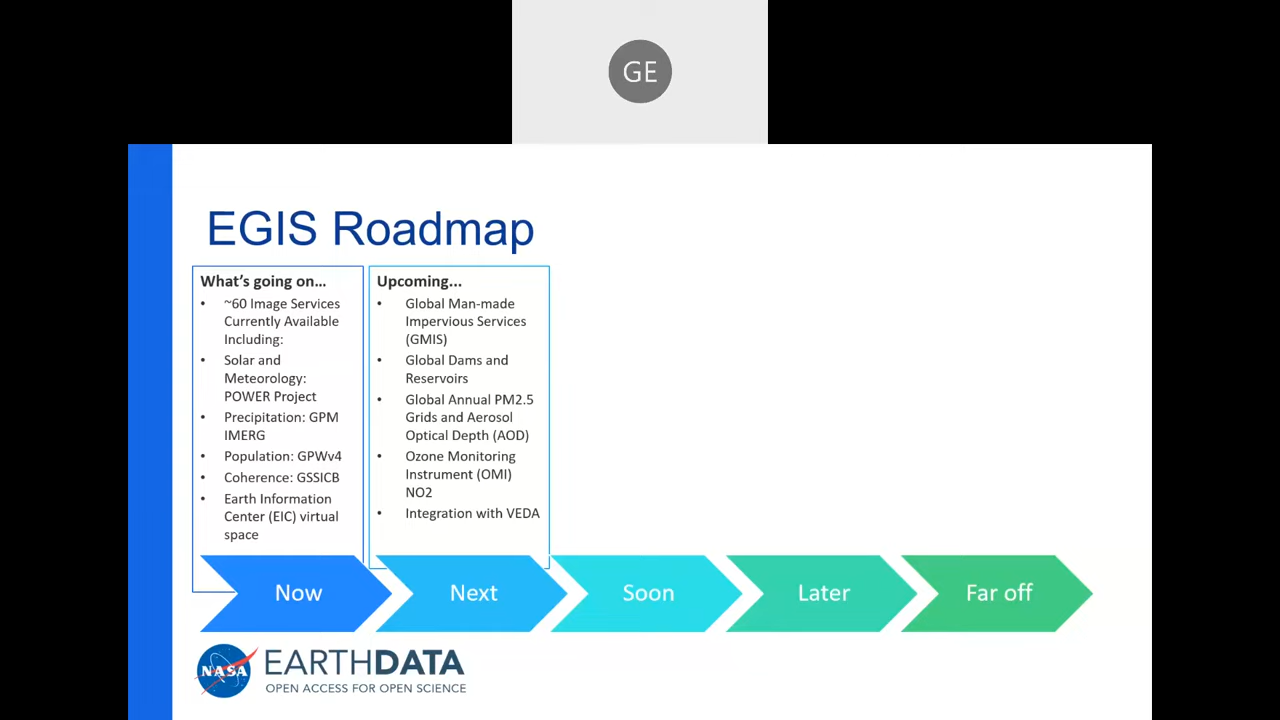 GE
EGIS Roadmap
What's going on...
• ~60 Image Services
Currently Available
Including:
• Solar and
Meteorology:
POWER Project
• Precipitation: GPM
IMERG
• Population: GPWv4
• Coherence: GSSICB
• Earth Information
Center (EIC) virtual
space
Upcoming...
• Global Man-made
Impervious Services
(GMIS)
• Global Dams and
Reservoirs
• Global Annual PM2.5
Grids and Aerosol
Optical Depth (AOD)
• Ozone Monitoring
Instrument (OMI)
NO2
• Integration with VEDA
Now
Next
Soon
Later
Far off
NASA
EARTHDATA
OPEN ACCESS FOR OPEN SCIENCE